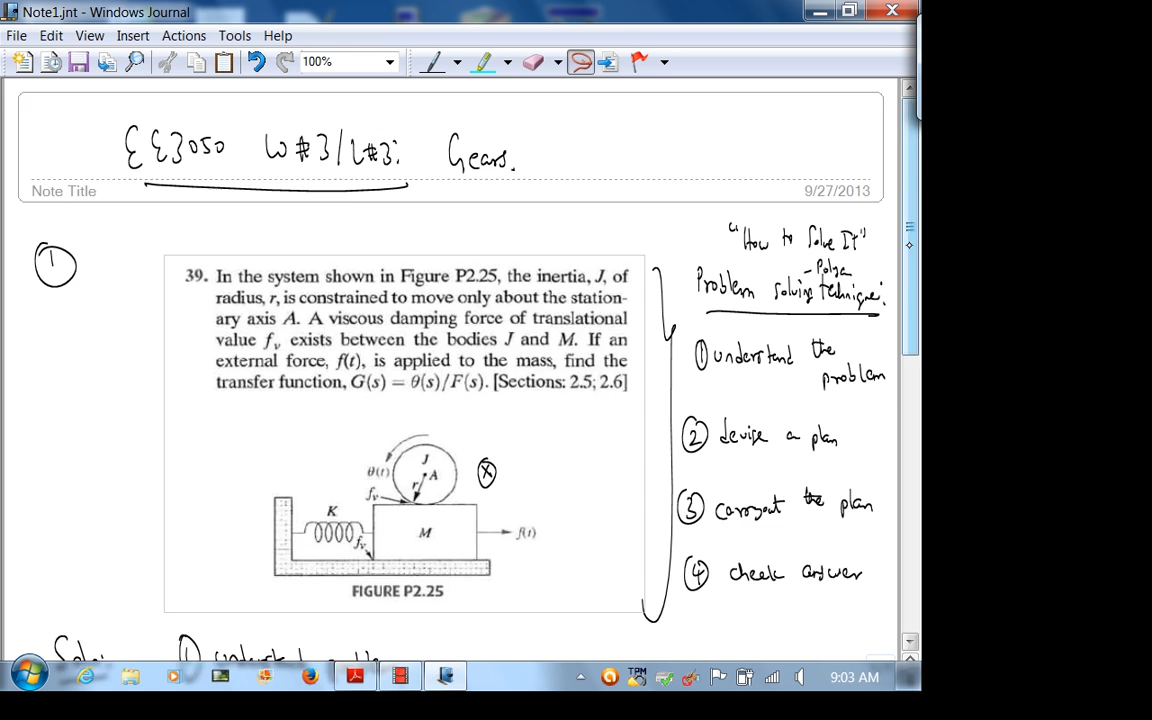 Note1.jnt - Windows Journal
File Edit View Insert Actions Tools Help
100%
EE3050 W#3/L#3: Gears.
Note Title
9/27/2013
①
39. In the system shown in Figure P2.25, the inertia, J, of
radius, r, is constrained to move only about the station-
ary axis A. A viscous damping force of translational
value fv exists between the bodies J and M. If an
external force, f(t), is applied to the mass, find the
transfer function, G(s) = θ(s)/F(s). [Sections: 2.5; 2.6]
J
θ(t)
A
r
fv
K
fv
M
f(t)
FIGURE P2.25
"How to Solve It"
- Polya
Problem solving technique:
① understand the
problem
② devise a plan
③ carryout the plan
④ check answer
①
TAM
9:03 AM